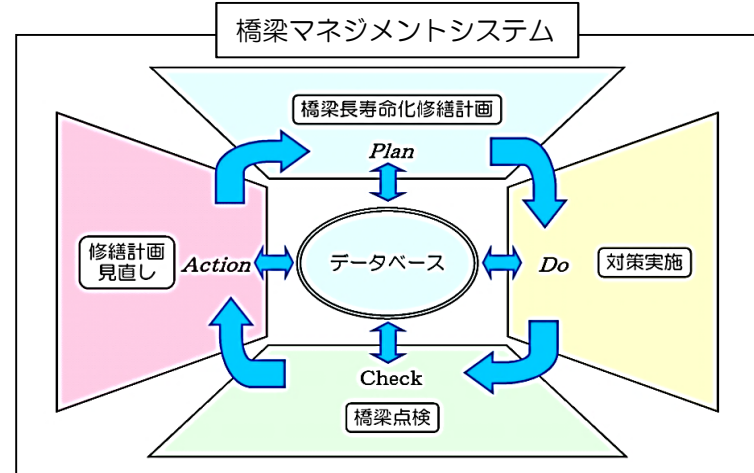 橋梁マネジメントシステム
橋梁長寿命化修繕計画
Plan
修繕計画
見直し
Action
データベース
Do
対策実施
Check
橋梁点検